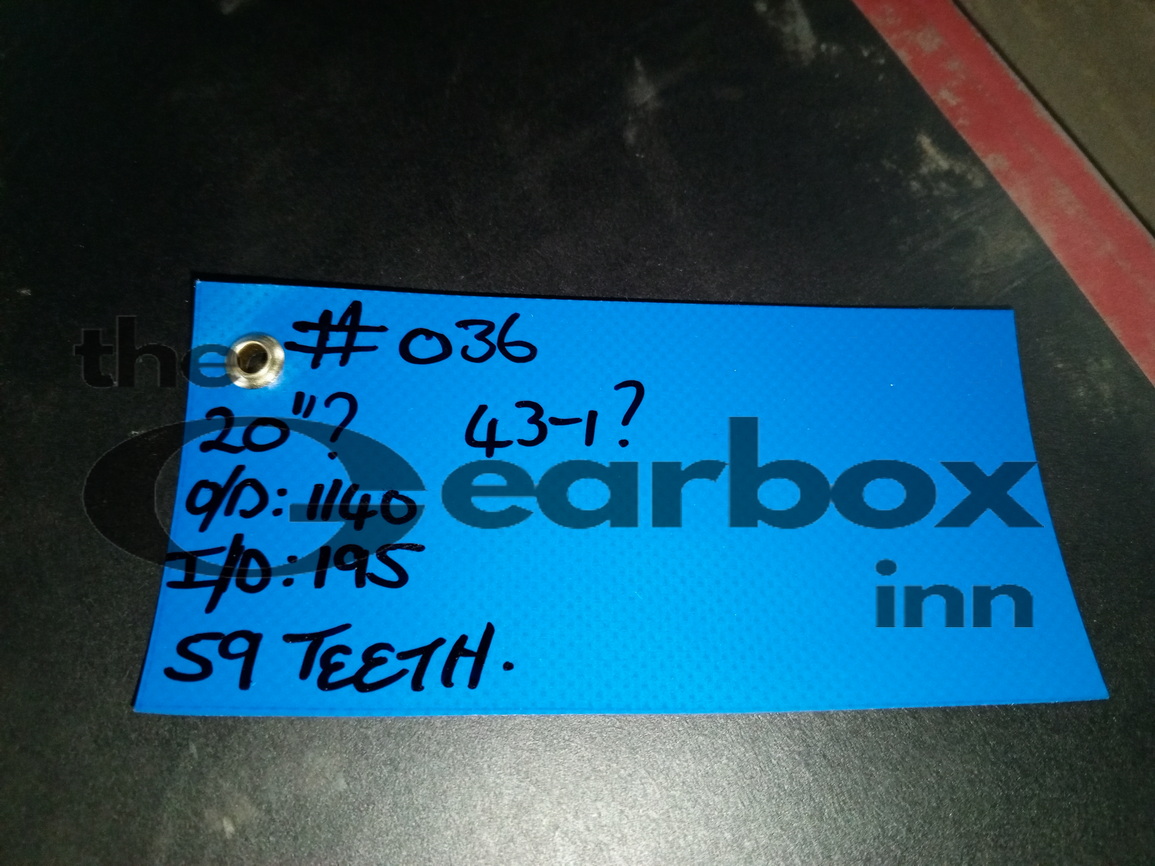 # 036
20"? 43-1?
O/D: 1140
I/D: 195
59 TEETH.
the Gearbox inn